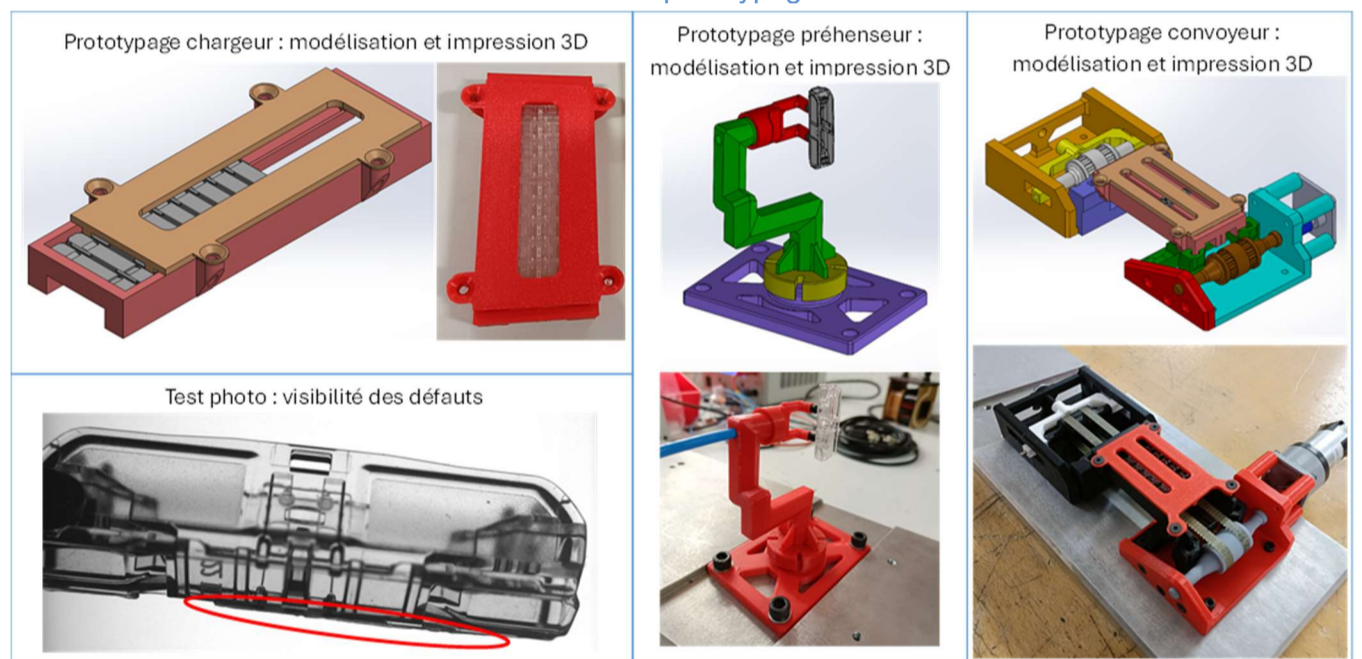 Prototypage chargeur : modélisation et impression 3D
Prototypage préhenseur :
modélisation et impression 3D
Prototypage convoyeur :
modélisation et impression 3D
Test photo : visibilité des défauts
22